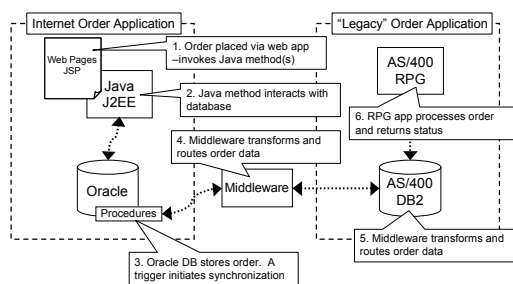 Internet Order Application
"Legacy" Order Application
Web Pages
JSP
1. Order placed via web app
–invokes Java method(s)
Java
J2EE
2. Java method interacts with
database
AS/400
RPG
6. RPG app processes order
and returns status
4. Middleware transforms and
routes order data
Oracle
Procedures
Middleware
AS/400
DB2
5. Middleware transforms and
routes order data
3. Oracle DB stores order. A
trigger initiates synchronization